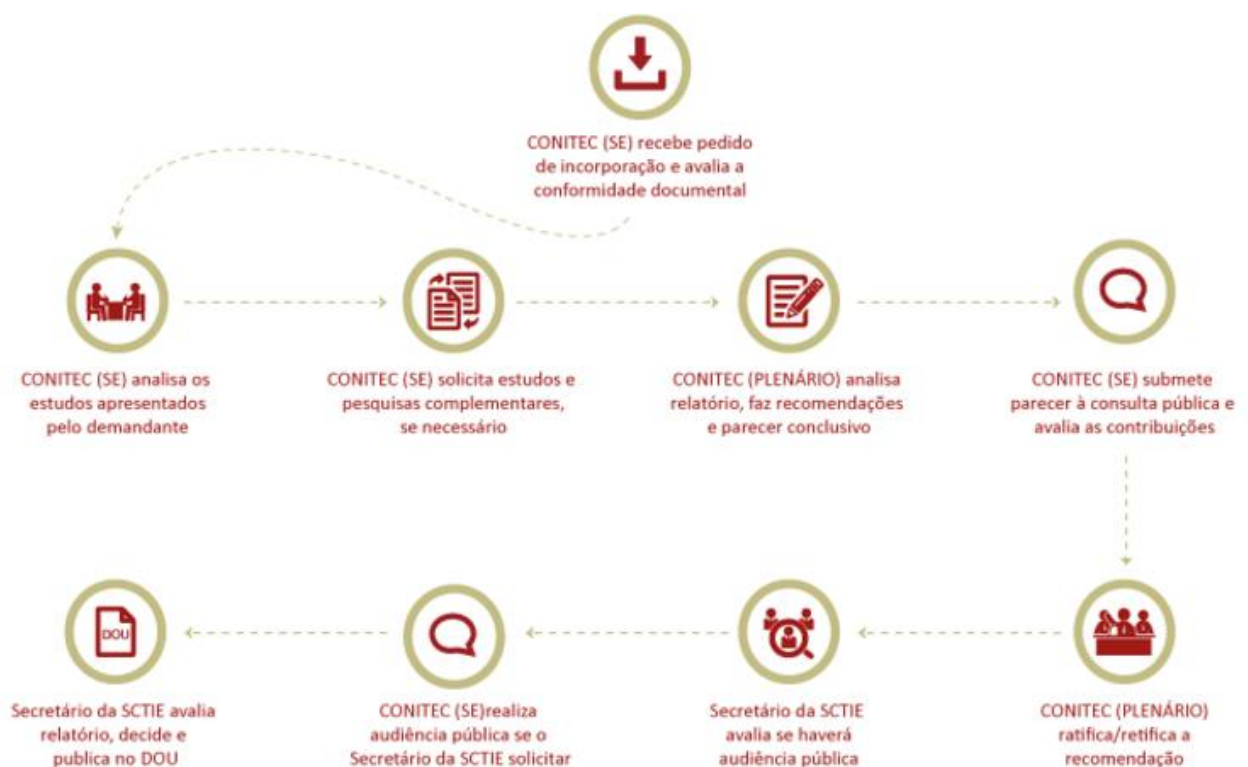 CONITEC (SE) recebe pedido
de incorporação e avalia a
conformidade documental
CONITEC (SE) analisa os
estudos apresentados
pelo demandante
CONITEC (SE) solicita estudos e
pesquisas complementares,
se necessário
CONITEC (PLENÁRIO) analisa
relatório, faz recomendações
e parecer conclusivo
CONITEC (SE) submete
parecer à consulta pública e
avalia as contribuições
CONITEC (PLENÁRIO)
ratifica/retifica a
recomendação
Secretário da SCTIE
avalia se haverá
audiência pública
CONITEC (SE)realiza
audiência pública se o
Secretário da SCTIE solicitar
DOU
Secretário da SCTIE avalia
relatório, decide e
publica no DOU